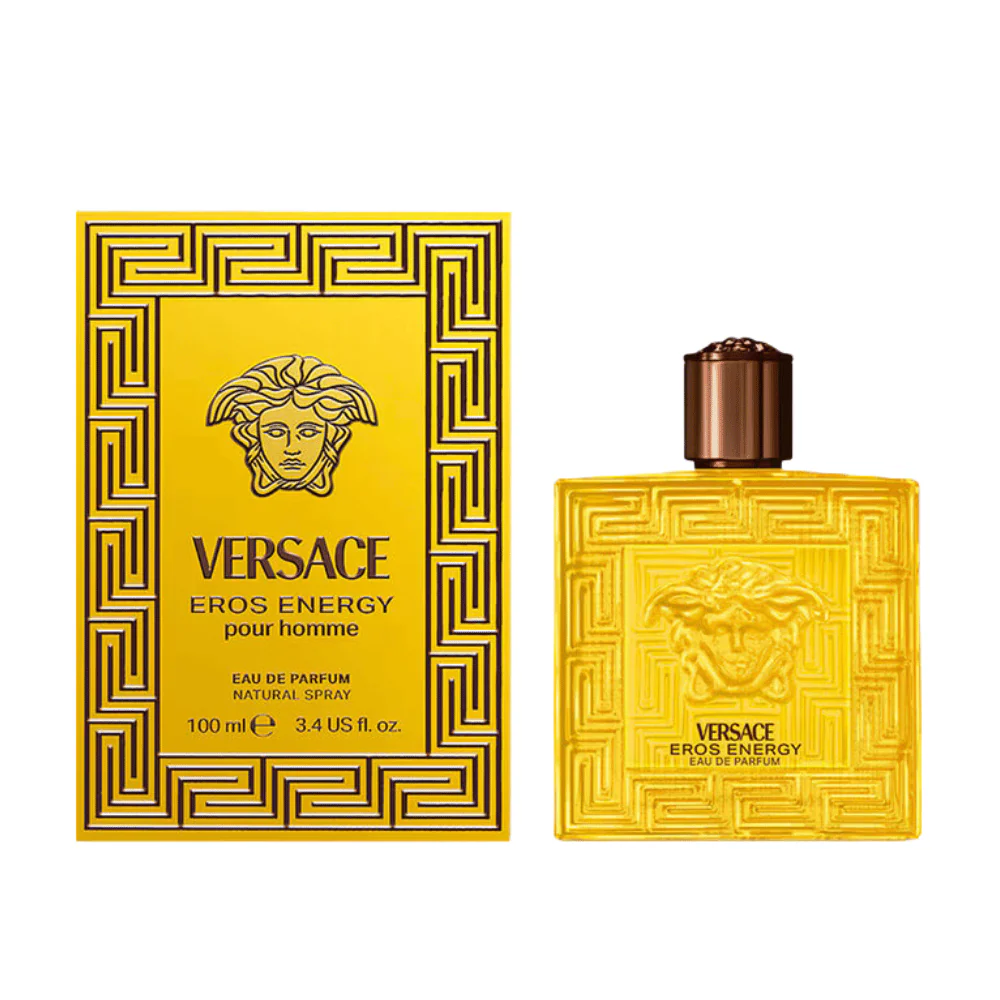 VERSACE
EROS ENERGY
pour homme
EAU DE PARFUM
NATURAL SPRAY
100 ml ℮ 3.4 US fl. oz.
VERSACE
EROS ENERGY
EAU DE PARFUM